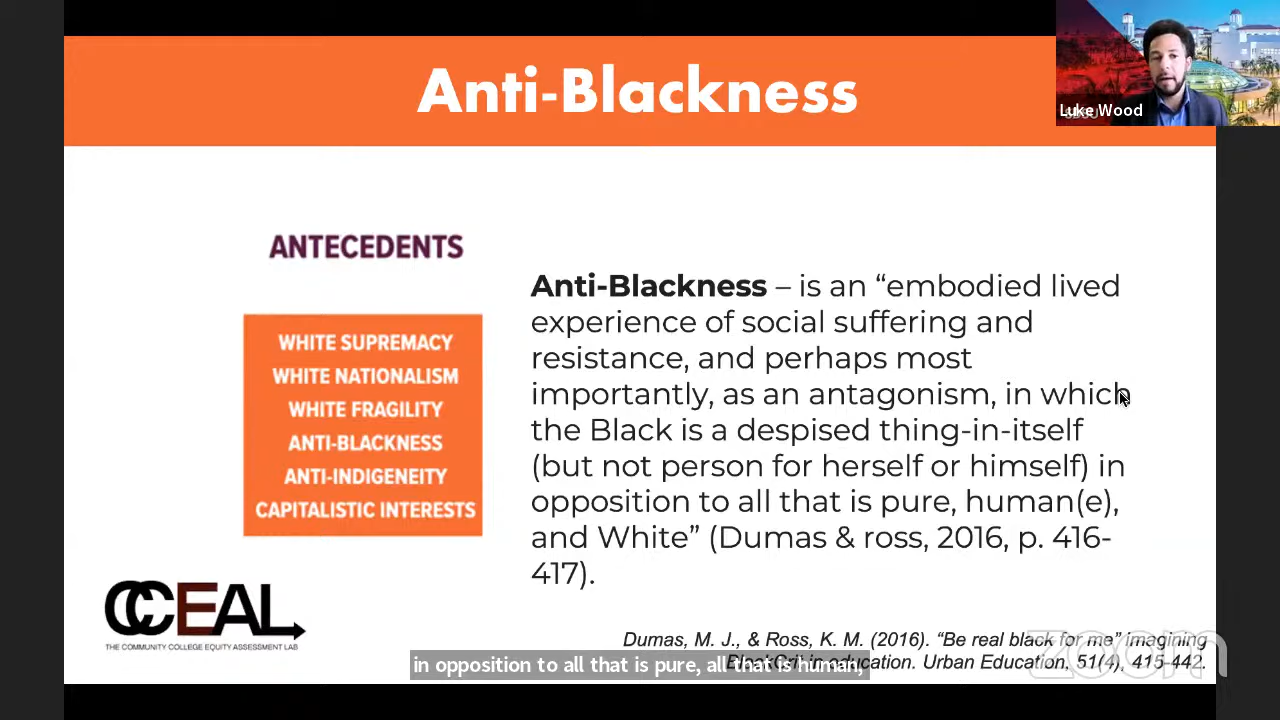 Anti-Blackness
Luke Wood
ANTECEDENTS
WHITE SUPREMACY
WHITE NATIONALISM
WHITE FRAGILITY
ANTI-BLACKNESS
ANTI-INDIGENEITY
CAPITALISTIC INTERESTS
Anti-Blackness – is an “embodied lived
experience of social suffering and
resistance, and perhaps most
importantly, as an antagonism, in which
the Black is a despised thing-in-itself
(but not person for herself or himself) in
opposition to all that is pure, human(e),
and White” (Dumas & ross, 2016, p. 416-
417).
CCEAL
THE COMMUNITY COLLEGE EQUITY ASSESSMENT LAB
Dumas, M. J., & Ross, K. M. (2016). “Be real black for me” imagining
BlackCrit in education. Urban Education, 51(4), 415-442.
in opposition to all that is pure, all that is human,
zoom